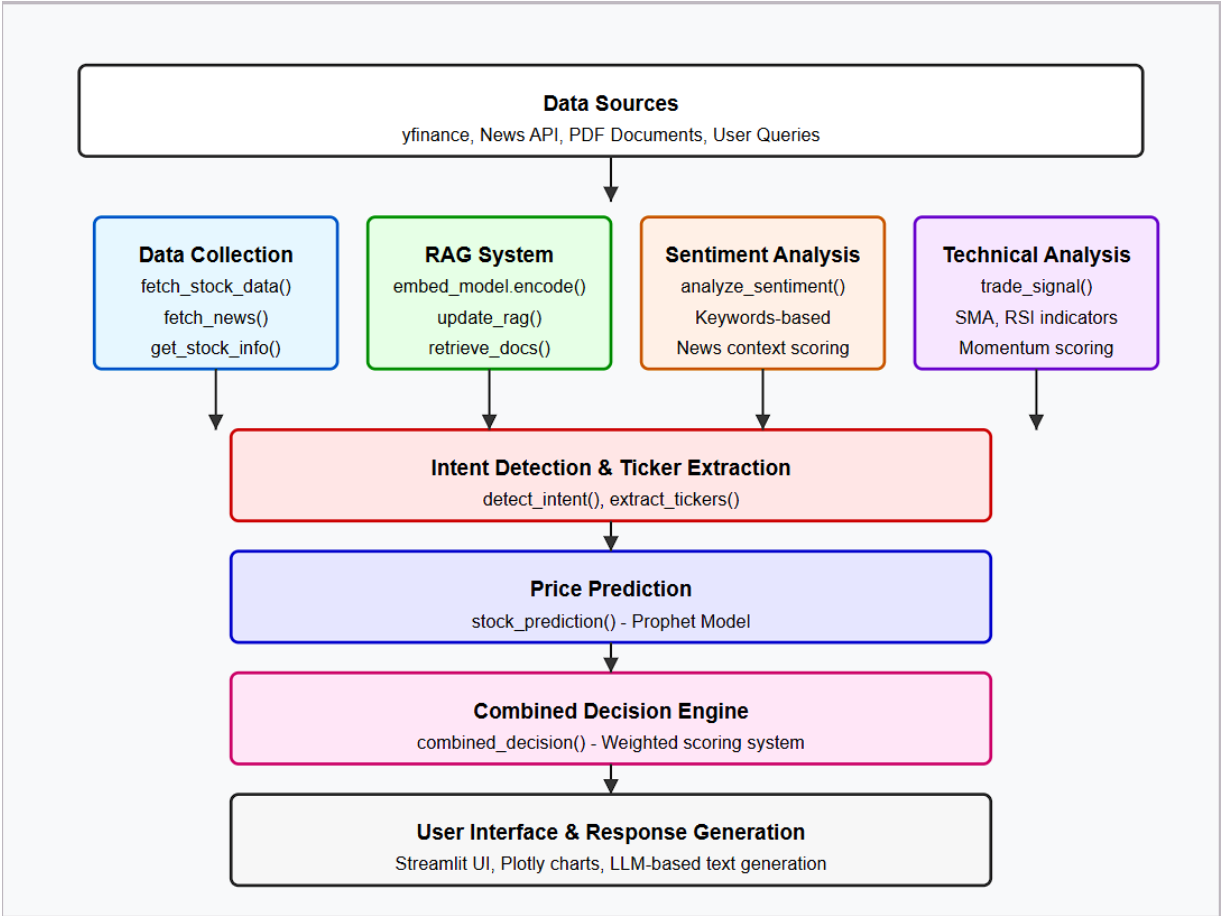 Data Sources
yfinance, News API, PDF Documents, User Queries
Data Collection
fetch_stock_data()
fetch_news()
get_stock_info()
RAG System
embed_model.encode()
update_rag()
retrieve_docs()
Sentiment Analysis
analyze_sentiment()
Keywords-based
News context scoring
Technical Analysis
trade_signal()
SMA, RSI indicators
Momentum scoring
Intent Detection & Ticker Extraction
detect_intent(), extract_tickers()
Price Prediction
stock_prediction() - Prophet Model
Combined Decision Engine
combined_decision() - Weighted scoring system
User Interface & Response Generation
Streamlit UI, Plotly charts, LLM-based text generation